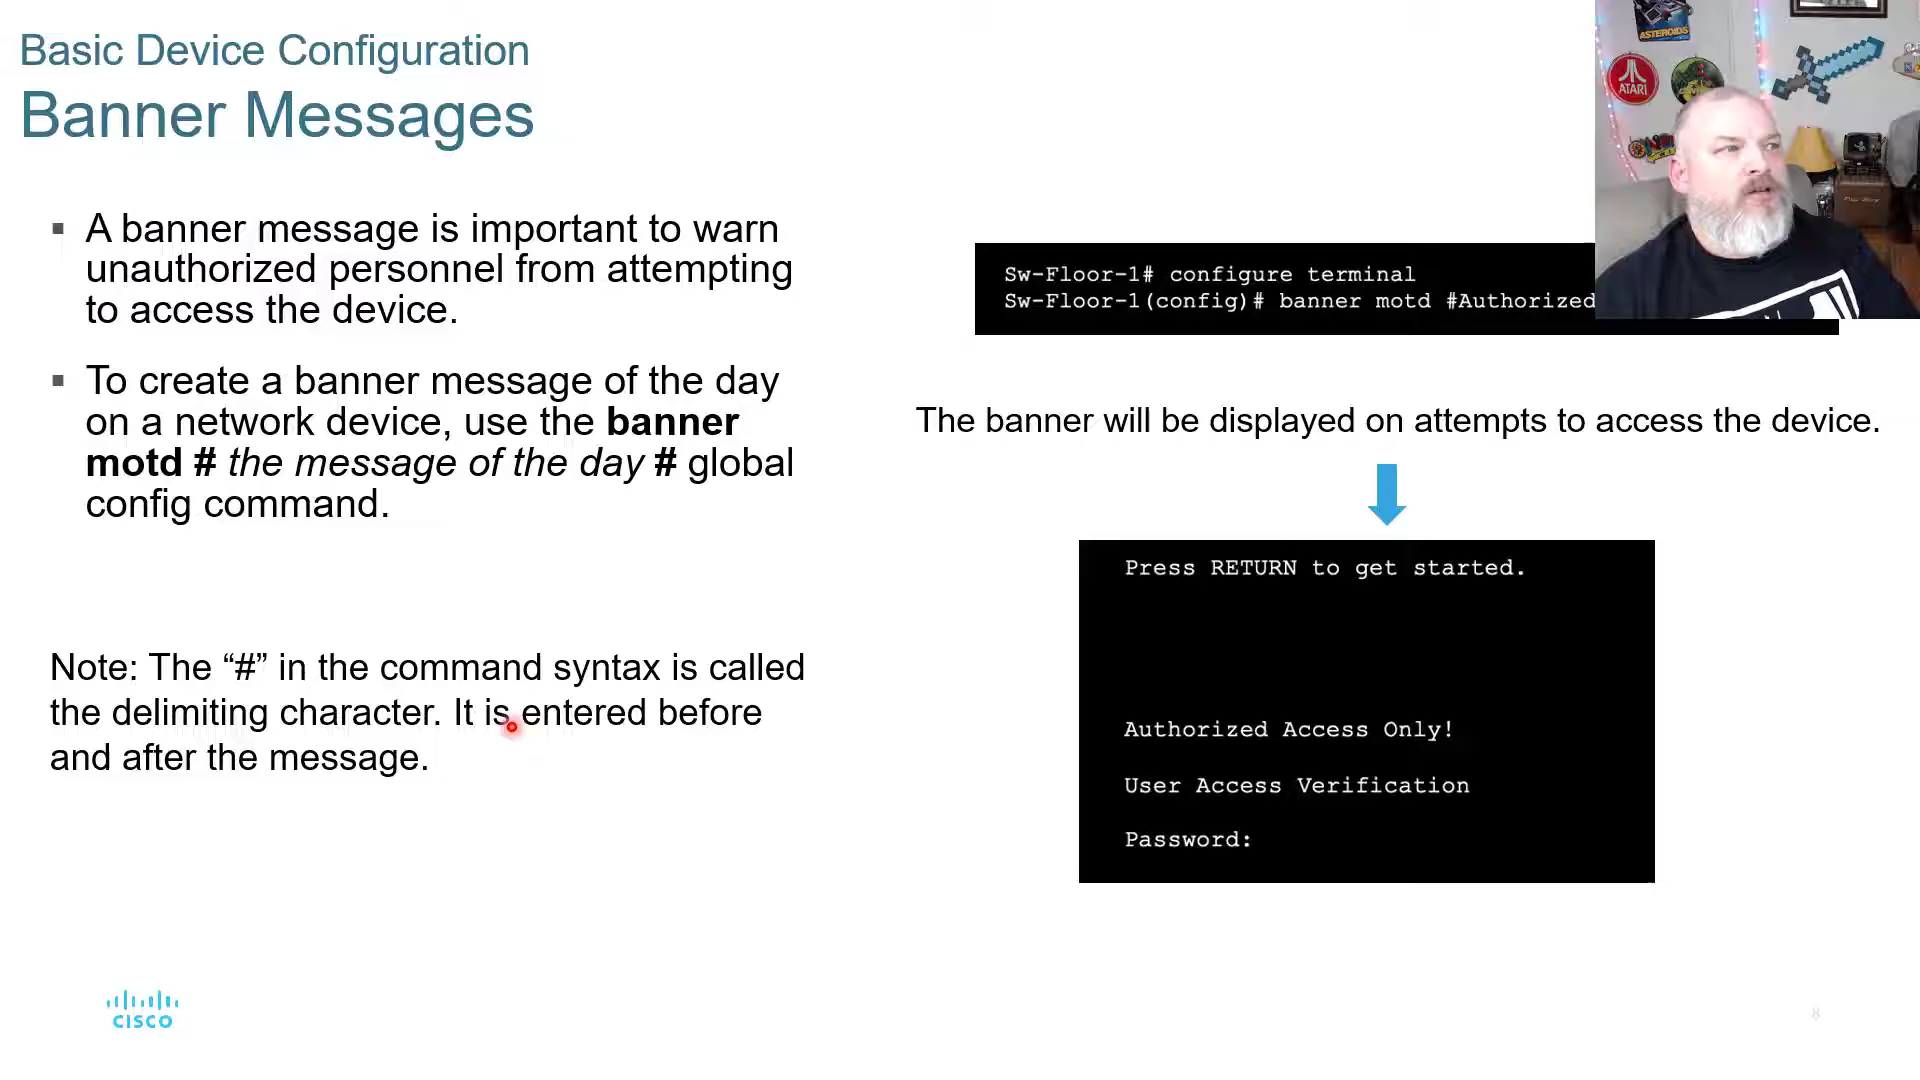 Basic Device Configuration
Banner Messages
ASTEROIDS
ATARI
▪ A banner message is important to warn
unauthorized personnel from attempting
to access the device.
▪ To create a banner message of the day
on a network device, use the banner
motd # the message of the day # global
config command.
Note: The “#” in the command syntax is called
the delimiting character. It is entered before
and after the message.
Sw-Floor-1# configure terminal
Sw-Floor-1(config)# banner motd #Authorized
The banner will be displayed on attempts to access the device.
Press RETURN to get started.
Authorized Access Only!
User Access Verification
Password:
CISCO
8